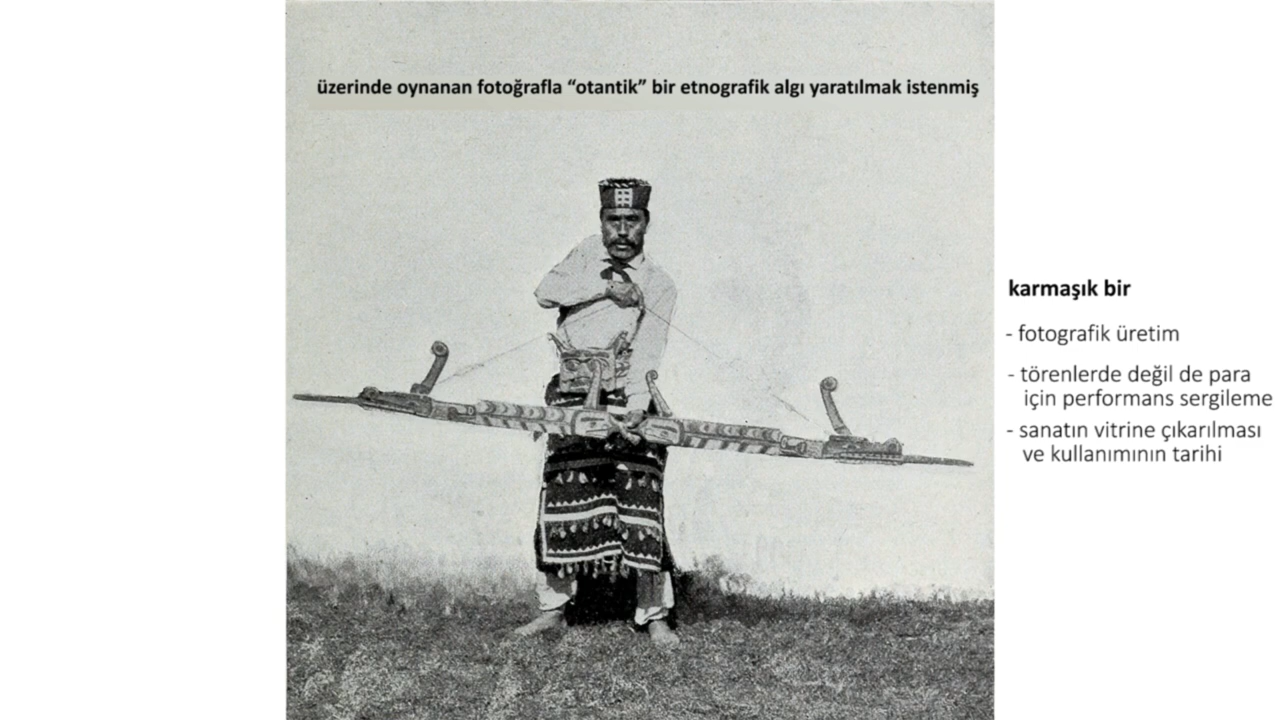 üzerinde oynanan fotoğrafla “otantik” bir etnografik algı yaratılmak istenmiş
karmaşık bir
- fotografik üretim
- törenlerde değil de para
için performans sergileme
- sanatın vitrine çıkarılması
ve kullanımının tarihi